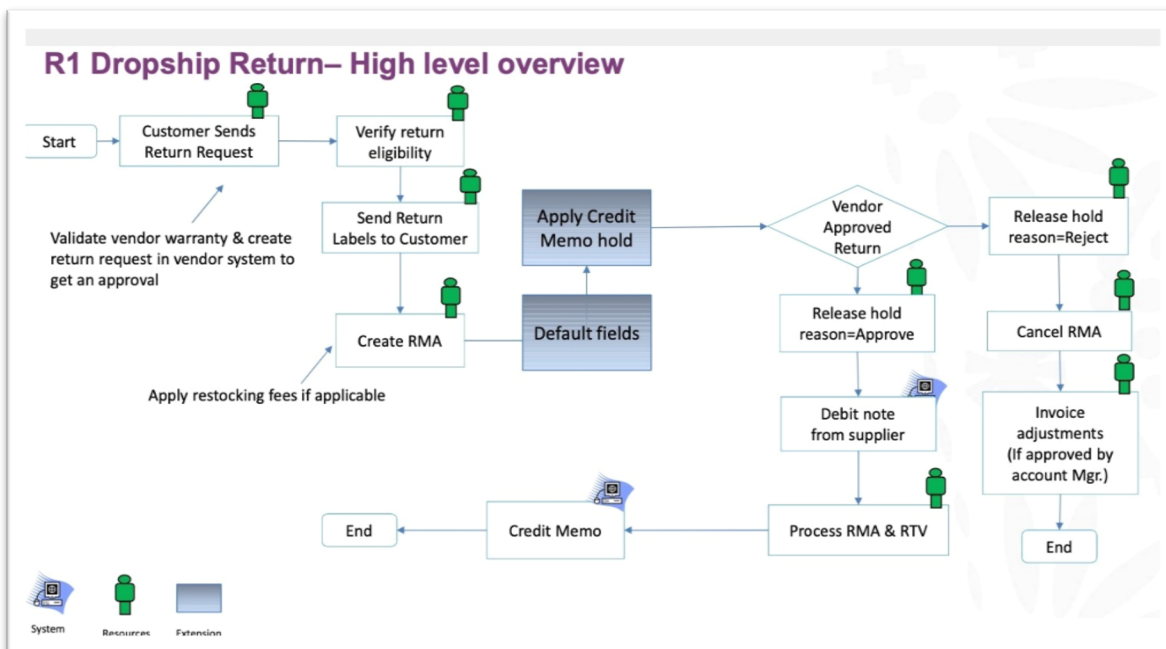 R1 Dropship Return– High level overview
Start
Customer Sends
Return Request
Verify return
eligibility
Validate vendor warranty & create
return request in vendor system to
get an approval
Send Return
Labels to Customer
Create RMA
Apply restocking fees if applicable
Default fields
Apply Credit
Memo hold
Vendor
Approved
Return
Release hold
reason=Reject
Cancel RMA
Invoice
adjustments
(If approved by
account Mgr.)
End
Release hold
reason=Approve
Debit note
from supplier
Process RMA & RTV
Credit Memo
End
System
Resources
Extension